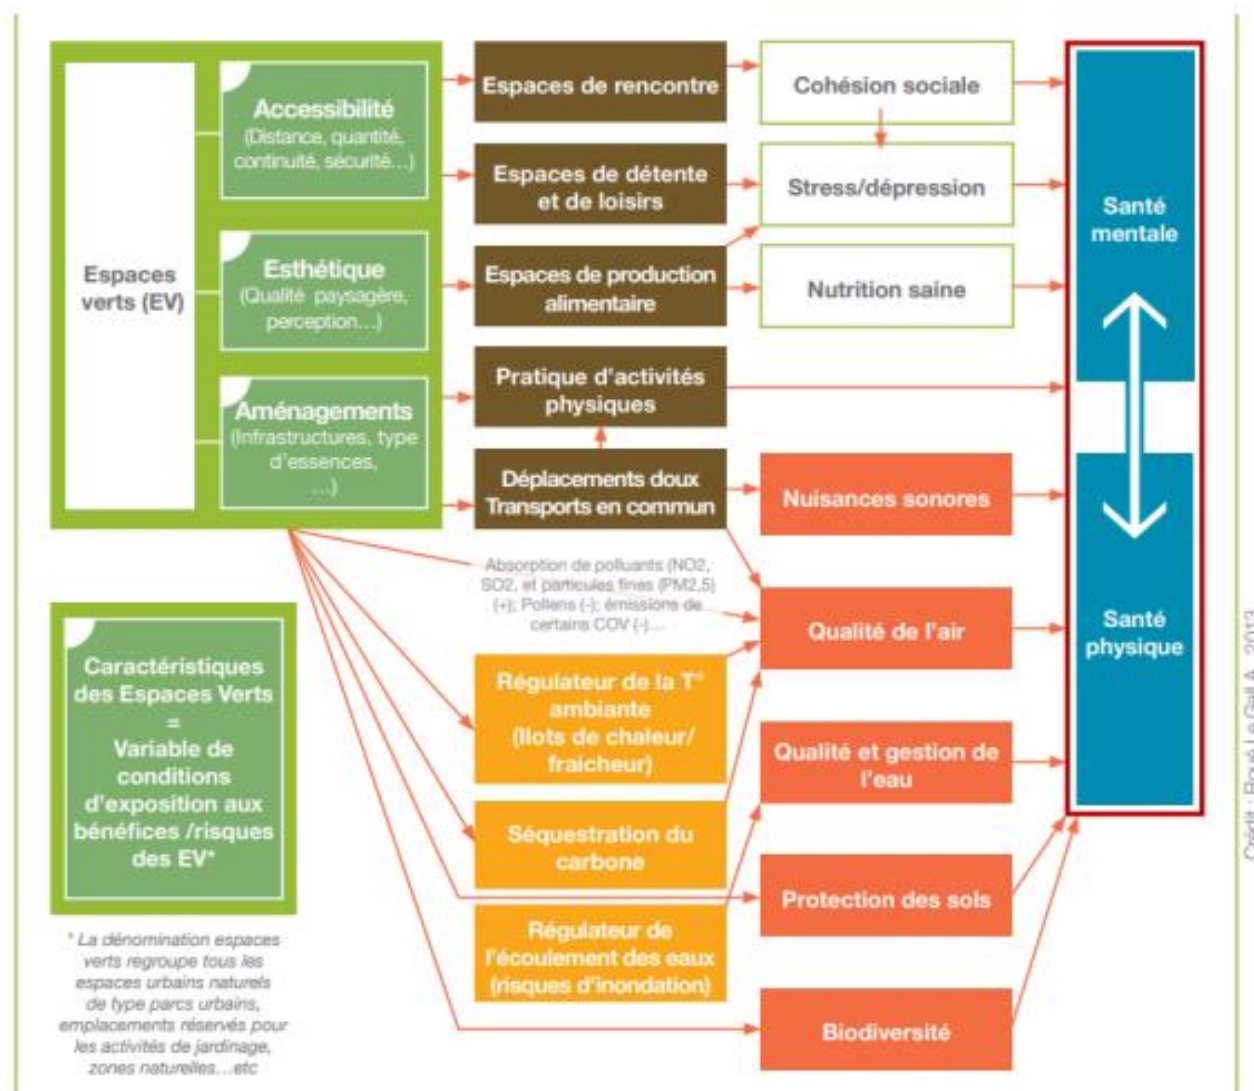 Espaces
verts (EV)
Accessibilité
(Distance, quantité,
continuité, sécurité…)
Esthétique
(Qualité paysagère,
perception…)
Aménagements
(Infrastructures, type
d'essences,
…)
Espaces de rencontre
Espaces de détente
et de loisirs
Espaces de production
alimentaire
Pratique d'activités
physiques
Déplacements doux
Transports en commun
Absorption de polluants (NO2,
SO2, et particules fines (PM2,5)
(+); Pollens (-); émissions de
certains COV (-)…
Régulateur de la T°
ambiante
(Ilots de chaleur/
fraicheur)
Séquestration du
carbone
Régulateur de
l'écoulement des eaux
(risques d'inondation)
Cohésion sociale
Stress/dépression
Nutrition saine
Nuisances sonores
Qualité de l'air
Qualité et gestion de
l'eau
Protection des sols
Biodiversité
Santé
mentale
Santé
physique
Caractéristiques
des Espaces Verts
=
Variable de
conditions
d'exposition aux
bénéfices /risques
des EV*
* La dénomination espaces
verts regroupe tous les
espaces urbains naturels
de type parcs urbains,
emplacements réservés pour
les activités de jardinage,
zones naturelles…etc
Crédit : Roué Le Gall A., 2013